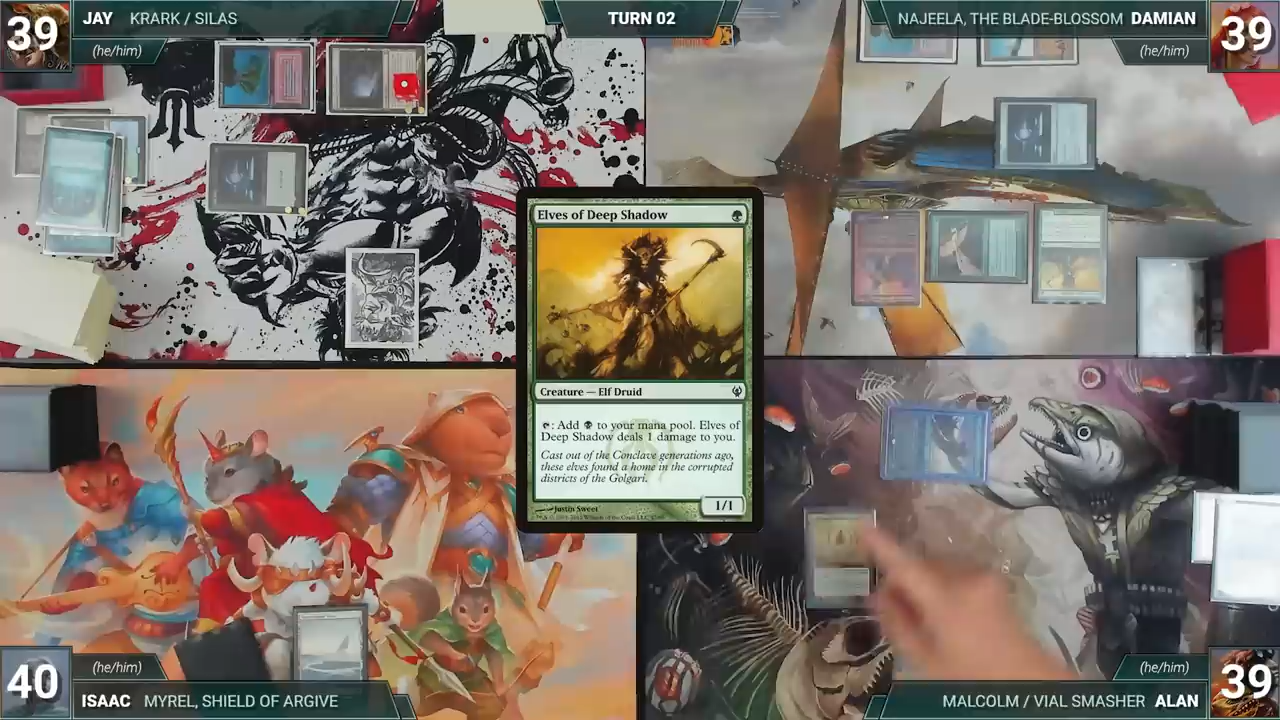 39 JAY KRARK / SILAS
(he/him)
TURN 02
NAJEELA, THE BLADE-BLOSSOM DAMIAN 39
(he/him)
Elves of Deep Shadow
Creature — Elf Druid
: Add to your mana pool. Elves of
Deep Shadow deals 1 damage to you.
Cast out of the Conclave generations ago,
these elves found a home in the corrupted
districts of the Golgari.
1/1
Justin Sweet
40 (he/him)
ISAAC MYREL, SHIELD OF ARGIVE
(he/him)
MALCOLM / VIAL SMASHER ALAN 39